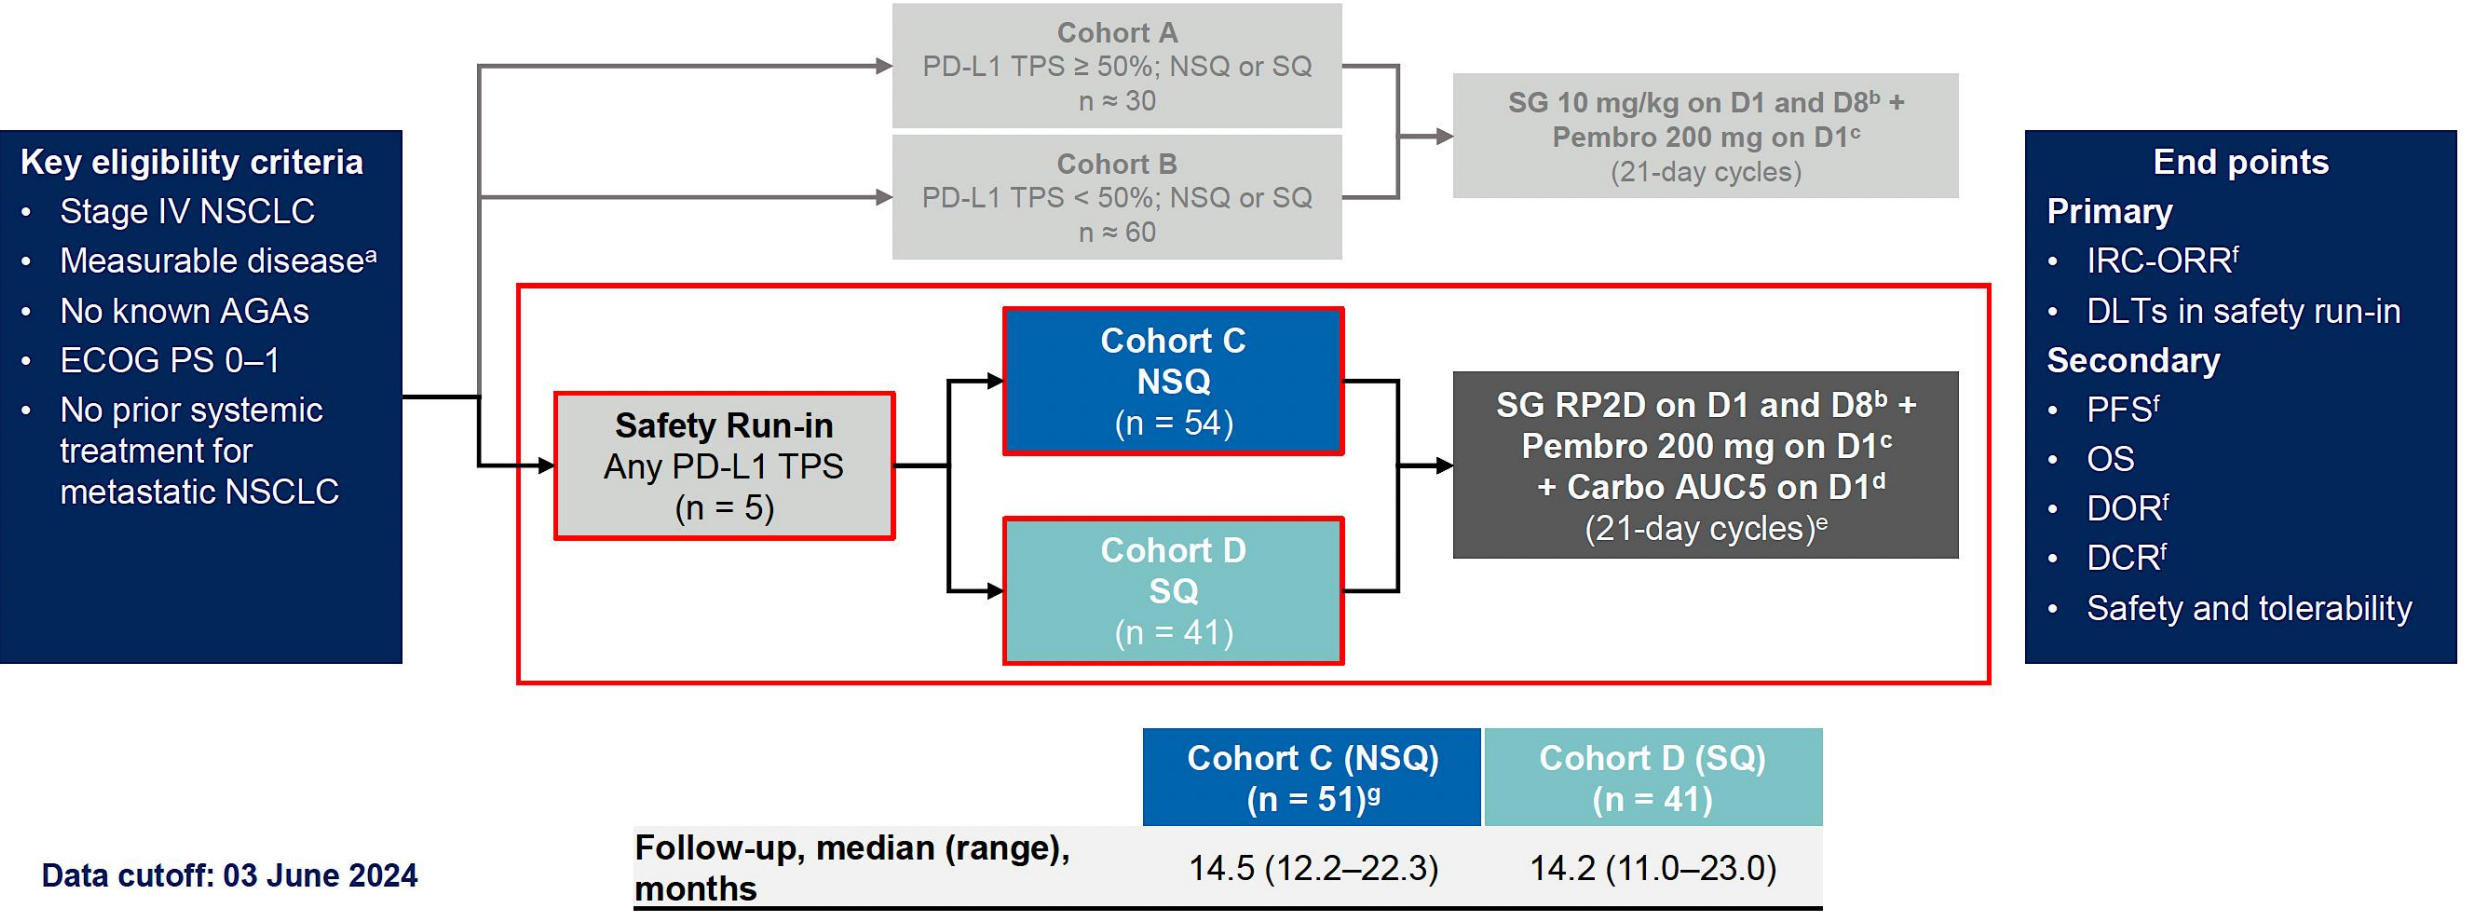 Key eligibility criteria
• Stage IV NSCLC
• Measurable diseaseᵃ
• No known AGAs
• ECOG PS 0–1
• No prior systemic
treatment for
metastatic NSCLC
Cohort A
PD-L1 TPS ≥ 50%; NSQ or SQ
n ≈ 30
Cohort B
PD-L1 TPS < 50%; NSQ or SQ
n ≈ 60
SG 10 mg/kg on D1 and D8ᵇ +
Pembro 200 mg on D1ᶜ
(21-day cycles)
Safety Run-in
Any PD-L1 TPS
(n = 5)
Cohort C
NSQ
(n = 54)
Cohort D
SQ
(n = 41)
SG RP2D on D1 and D8ᵇ +
Pembro 200 mg on D1ᶜ
+ Carbo AUC5 on D1ᵈ
(21-day cycles)ᵉ
End points
Primary
• IRC-ORRᶠ
• DLTs in safety run-in
Secondary
• PFSᶠ
• OS
• DORᶠ
• DCRᶠ
• Safety and tolerability
Cohort C (NSQ)
(n = 51)ᵍ
Cohort D (SQ)
(n = 41)
Follow-up, median (range),
months
14.5 (12.2–22.3)
14.2 (11.0–23.0)
Data cutoff: 03 June 2024